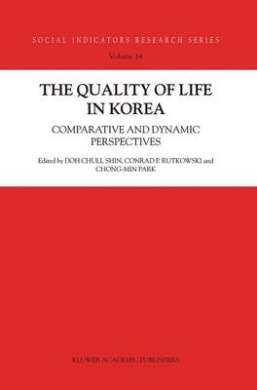 SOCIAL INDICATORS RESEARCH SERIES
Volume 14
THE QUALITY OF LIFE
IN KOREA
COMPARATIVE AND DYNAMIC
PERSPECTIVES
Edited by DOH CHULL SHIN, CONRAD P. RUTKOWSKI and
CHONG-MIN PARK
KLUWER ACADEMIC PUBLISHERS